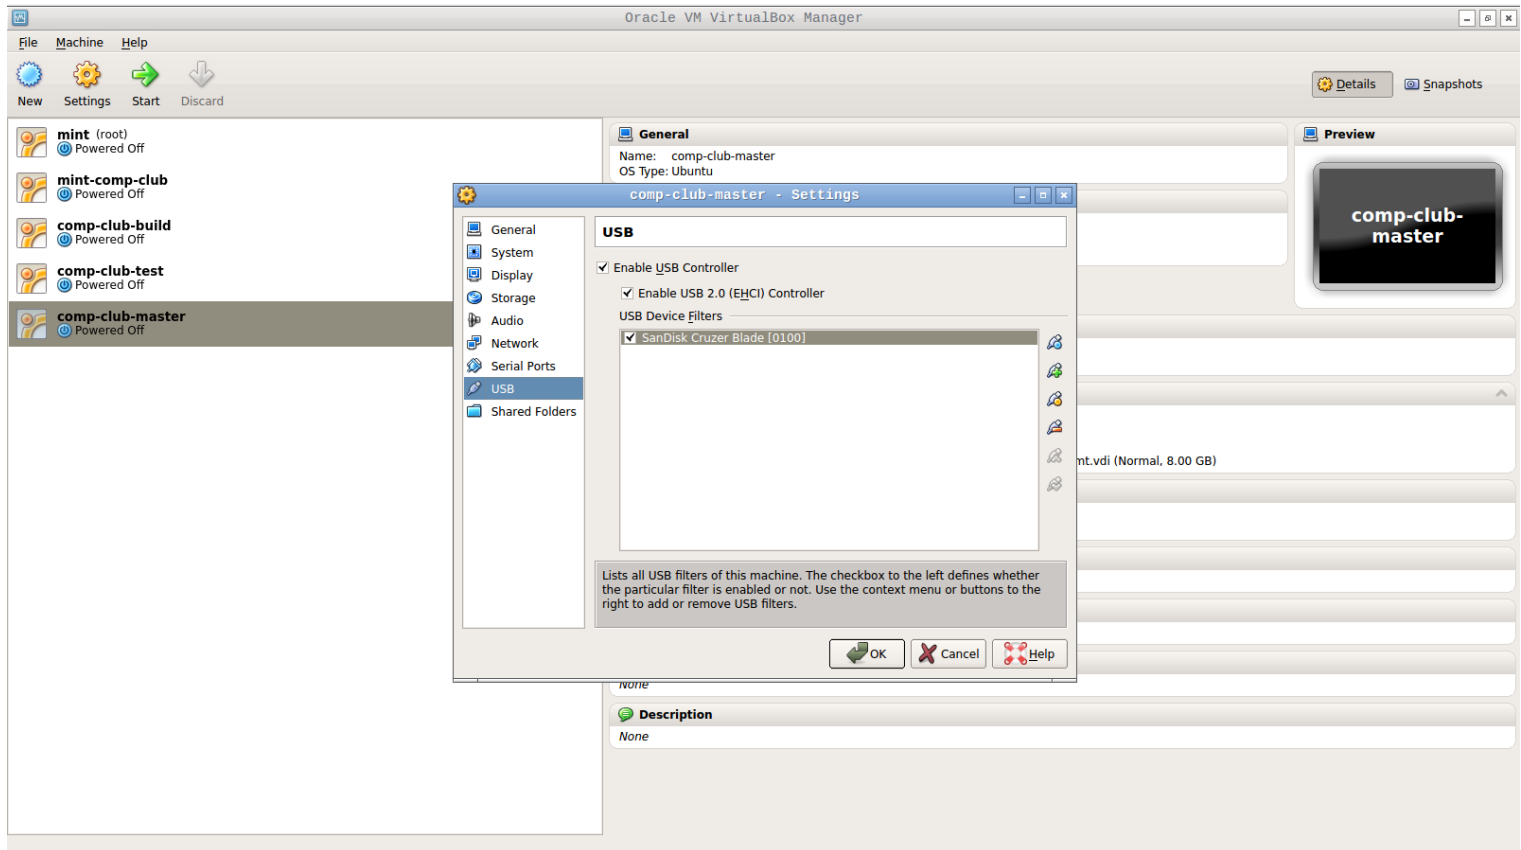 Oracle VM VirtualBox Manager
File Machine Help
New Settings Start Discard
Details Snapshots
mint (root)
Powered Off
mint-comp-club
Powered Off
comp-club-build
Powered Off
comp-club-test
Powered Off
comp-club-master
Powered Off
General
Name: comp-club-master
OS Type: Ubuntu
Preview
comp-club-
master
comp-club-master - Settings
General
System
Display
Storage
Audio
Network
Serial Ports
USB
Shared Folders
USB
Enable USB Controller
Enable USB 2.0 (EHCI) Controller
USB Device Filters
SanDisk Cruzer Blade [0100]
Lists all USB filters of this machine. The checkbox to the left defines whether
the particular filter is enabled or not. Use the context menu or buttons to the
right to add or remove USB filters.
OK Cancel Help
mt.vdi (Normal, 8.00 GB)
None
Description
None